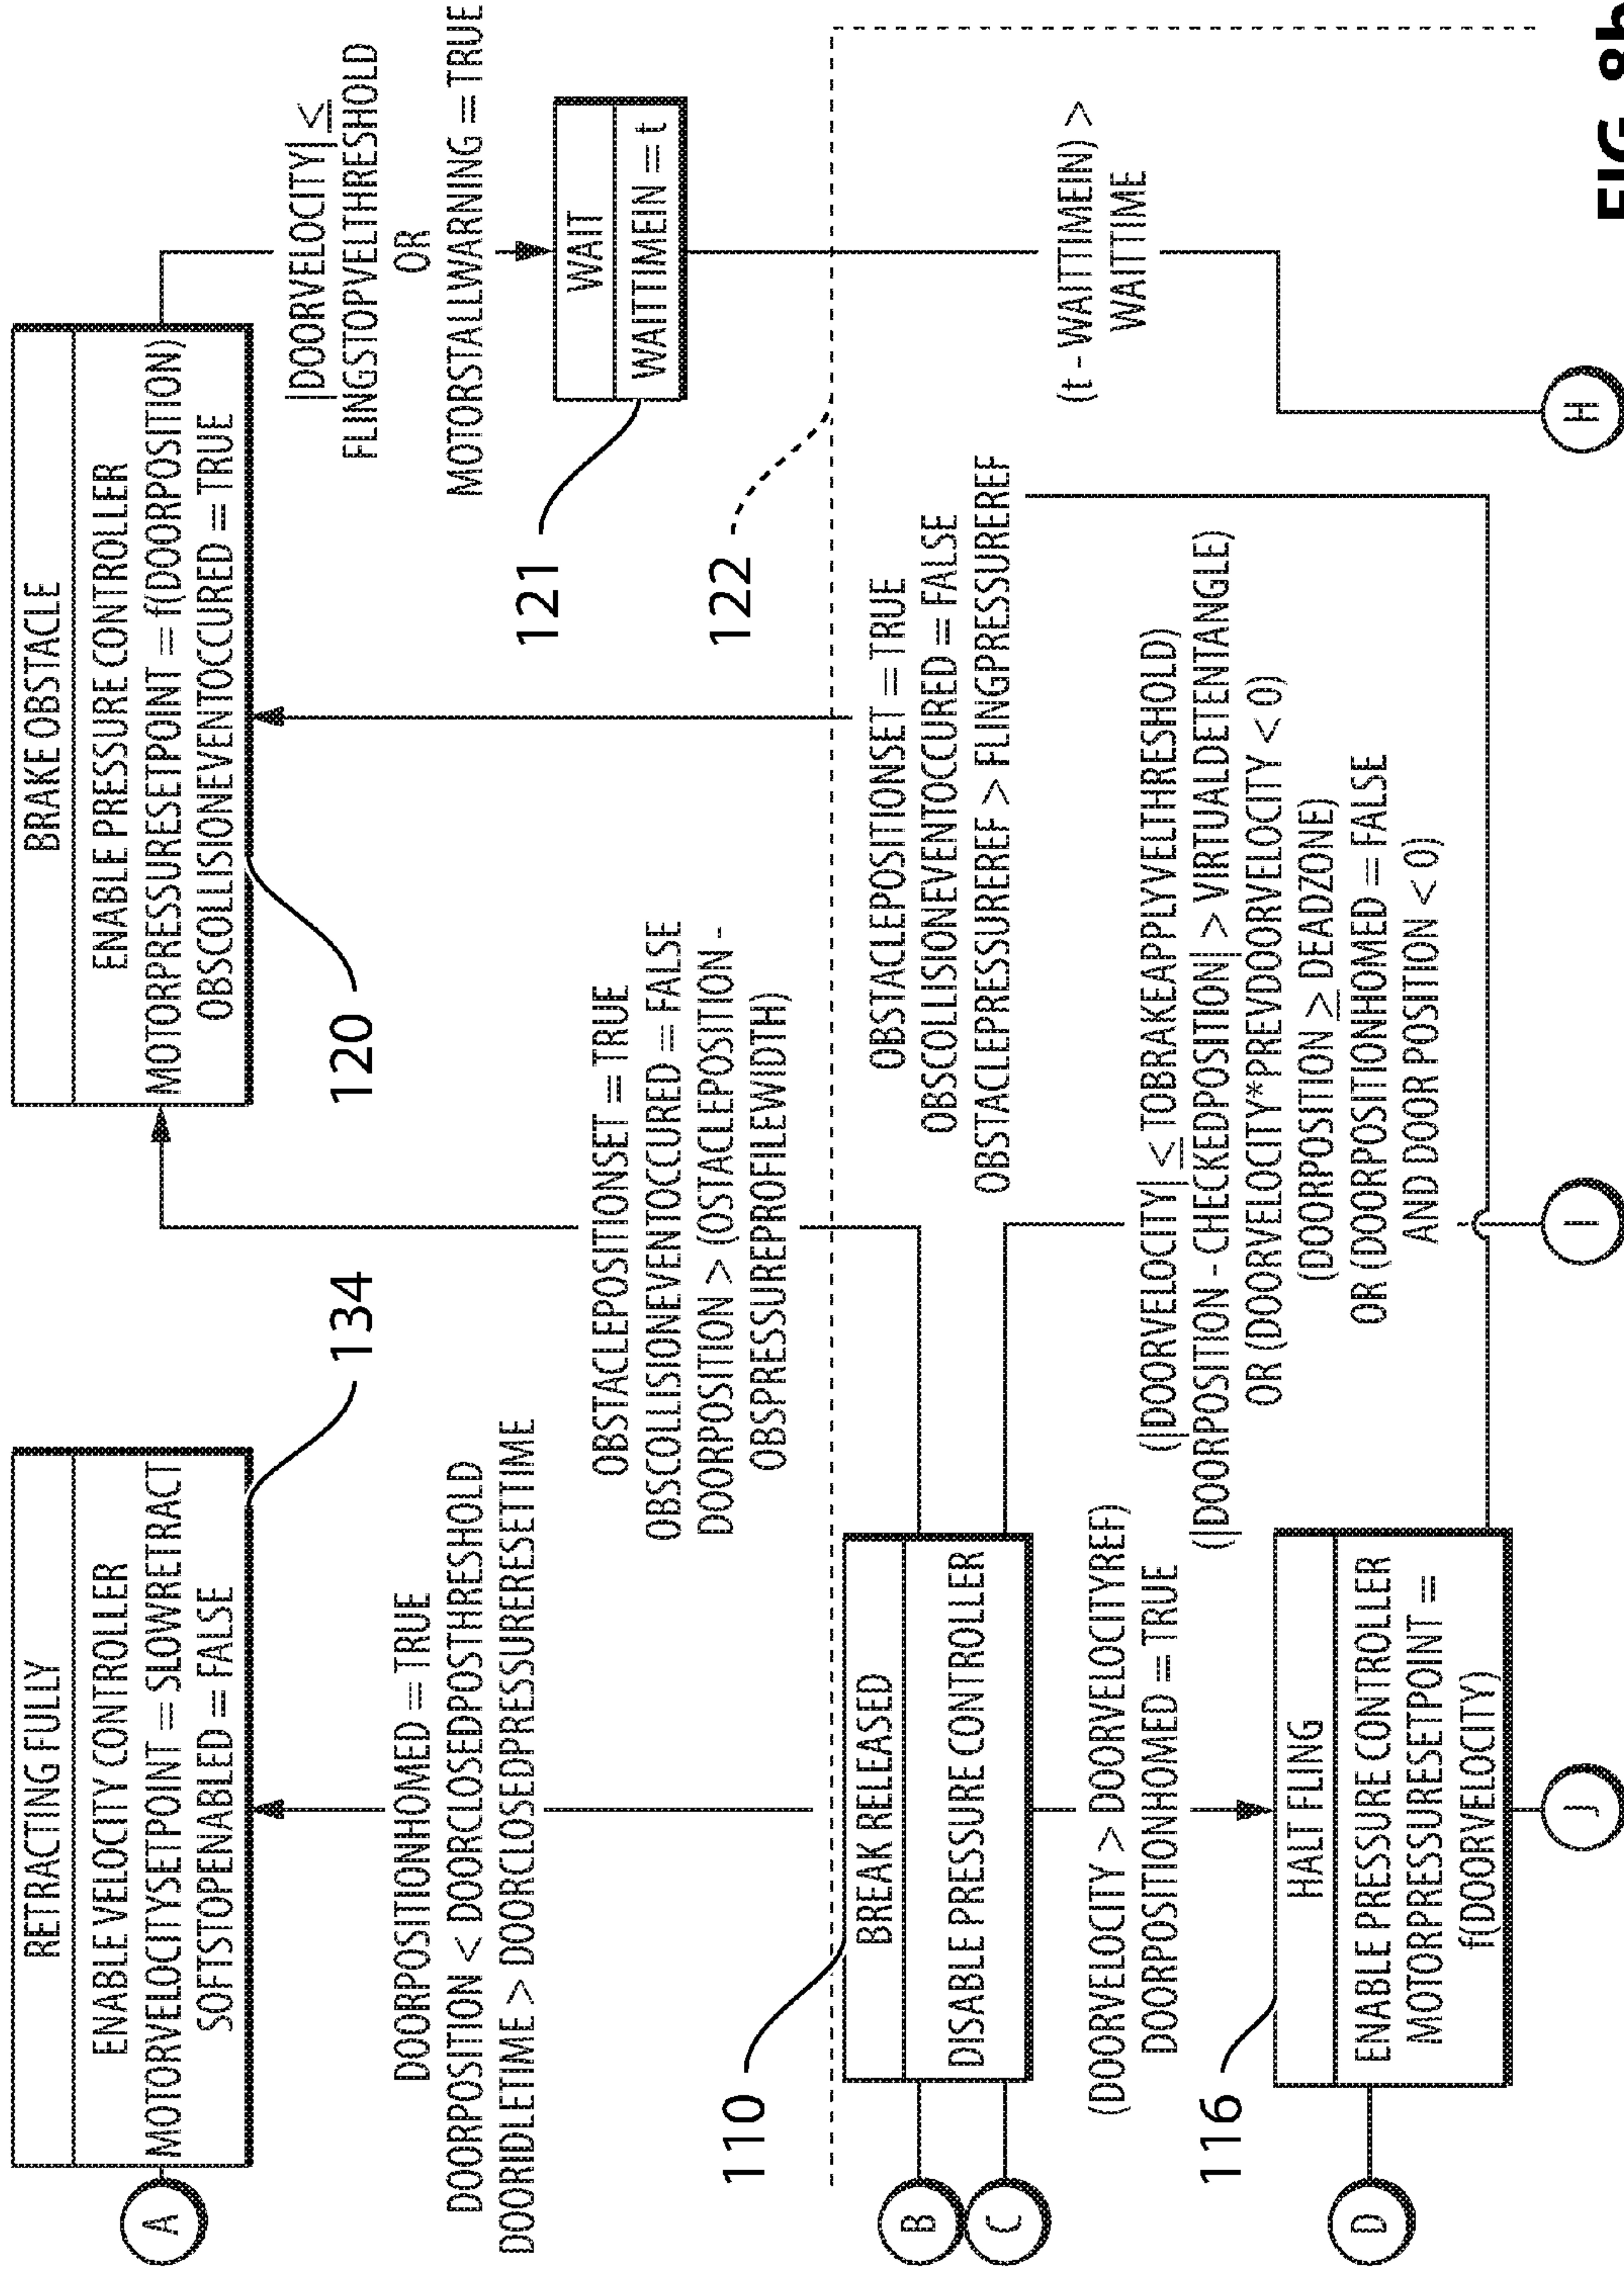 RETRACTING FULLY
ENABLE VELOCITY CONTROLLER
MOTORVELOCITYSETPOINT = SLOWRETRACT
SOFTSTOPENABLED = FALSE
A
134
BRAKE OBSTACLE
ENABLE PRESSURE CONTROLLER
MOTORPRESSURESETPOINT = f(DOORPOSITION)
OBSCOLLISIONEVENTOCCURED = TRUE
120
|DOORVELOCITY| ≤
FLINGSTOPVELTHRESHOLD
OR
MOTORSTALLWARNING = TRUE
DOORPOSITIONHOMED = TRUE
DOORPOSITION < DOORCLOSEDPOSTHRESHOLD
DOORIDLETIME > DOORCLOSEDPRESSURERESETTIME
OBSTACLEPOSITIONSET = TRUE
OBSCOLLISIONEVENTOCCURED = FALSE
DOORPOSITION > (OSTACLEPOSITION -
OBSPRESSUREPROFILEWIDTH)
121
WAIT
WAITTIMEIN = t
122
110
BREAK RELEASED
DISABLE PRESSURE CONTROLLER
B
C
OBSTACLEPOSITIONSET = TRUE
OBSCOLLISIONEVENTOCCURED = FALSE
OBSTACLEPRESSUREREF > FLINGPRESSUREREF
(t - WAITTIMEIN) >
WAITTIME
(DOORVELOCITY > DOORVELOCITYREF)
DOORPOSITIONHOMED = TRUE
(|DOORVELOCITY| ≤ TOBRAKEAPPLYVELTHRESHOLD)
(|DOORPOSITION - CHECKEDPOSITION| > VIRTUALDETENTANGLE)
OR (DOORVELOCITY*PREVDOORVELOCITY < 0)
(DOORPOSITION ≥ DEADZONE)
OR (DOORPOSITIONHOMED = FALSE
AND DOOR POSITION < 0)
116
HALT FLING
ENABLE PRESSURE CONTROLLER
MOTORPRESSURESETPOINT =
f(DOORVELOCITY)
D
J
I
H